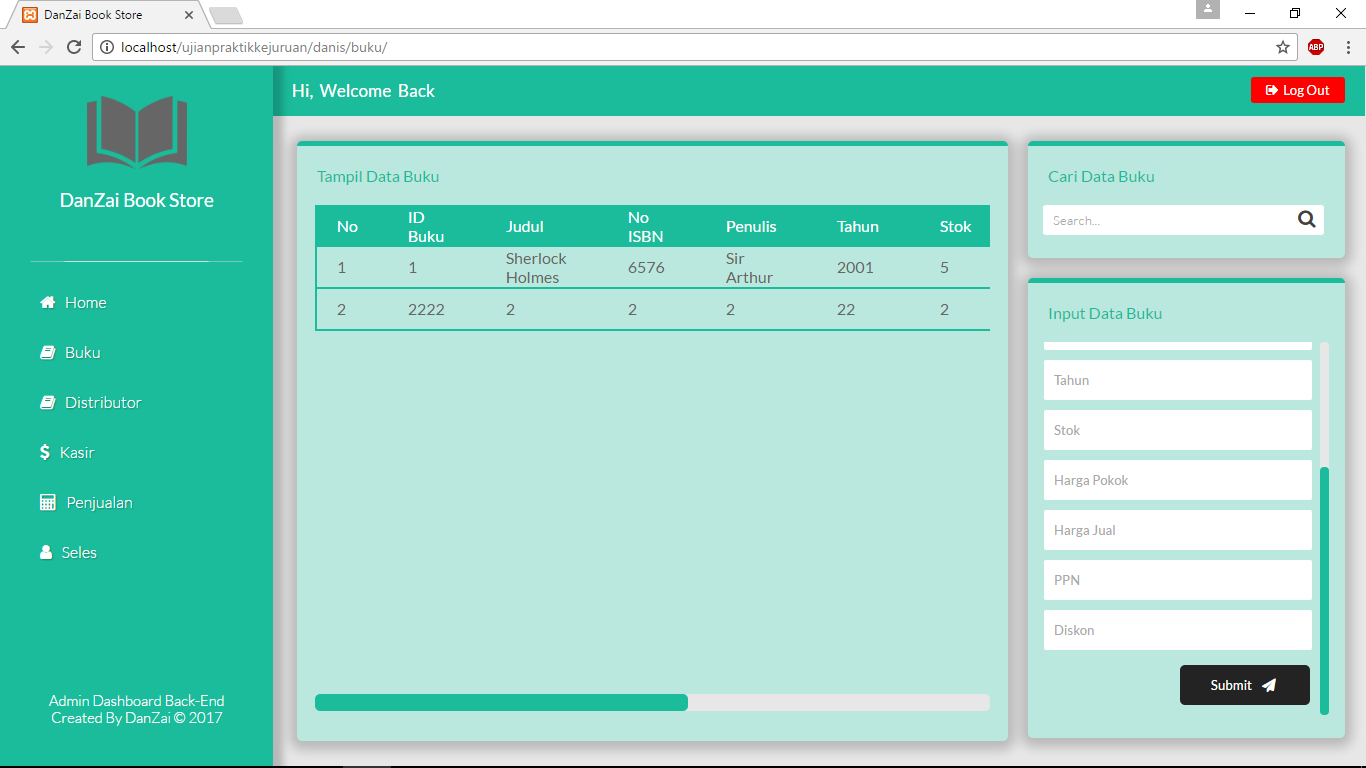 DanZai Book Store
localhost/ujianpraktikkejuruan/danis/buku/
ABP
DanZai Book Store
Home
Buku
Distributor
Kasir
Penjualan
Seles
Admin Dashboard Back-End
Created By DanZai © 2017
Hi, Welcome Back
Log Out
Tampil Data Buku
No ID Buku Judul No ISBN Penulis Tahun Stok
1 1 Sherlock Holmes 6576 Sir Arthur 2001 5
2 2222 2 2 2 22 2
Cari Data Buku
Search...
Input Data Buku
Tahun
Stok
Harga Pokok
Harga Jual
PPN
Diskon
Submit